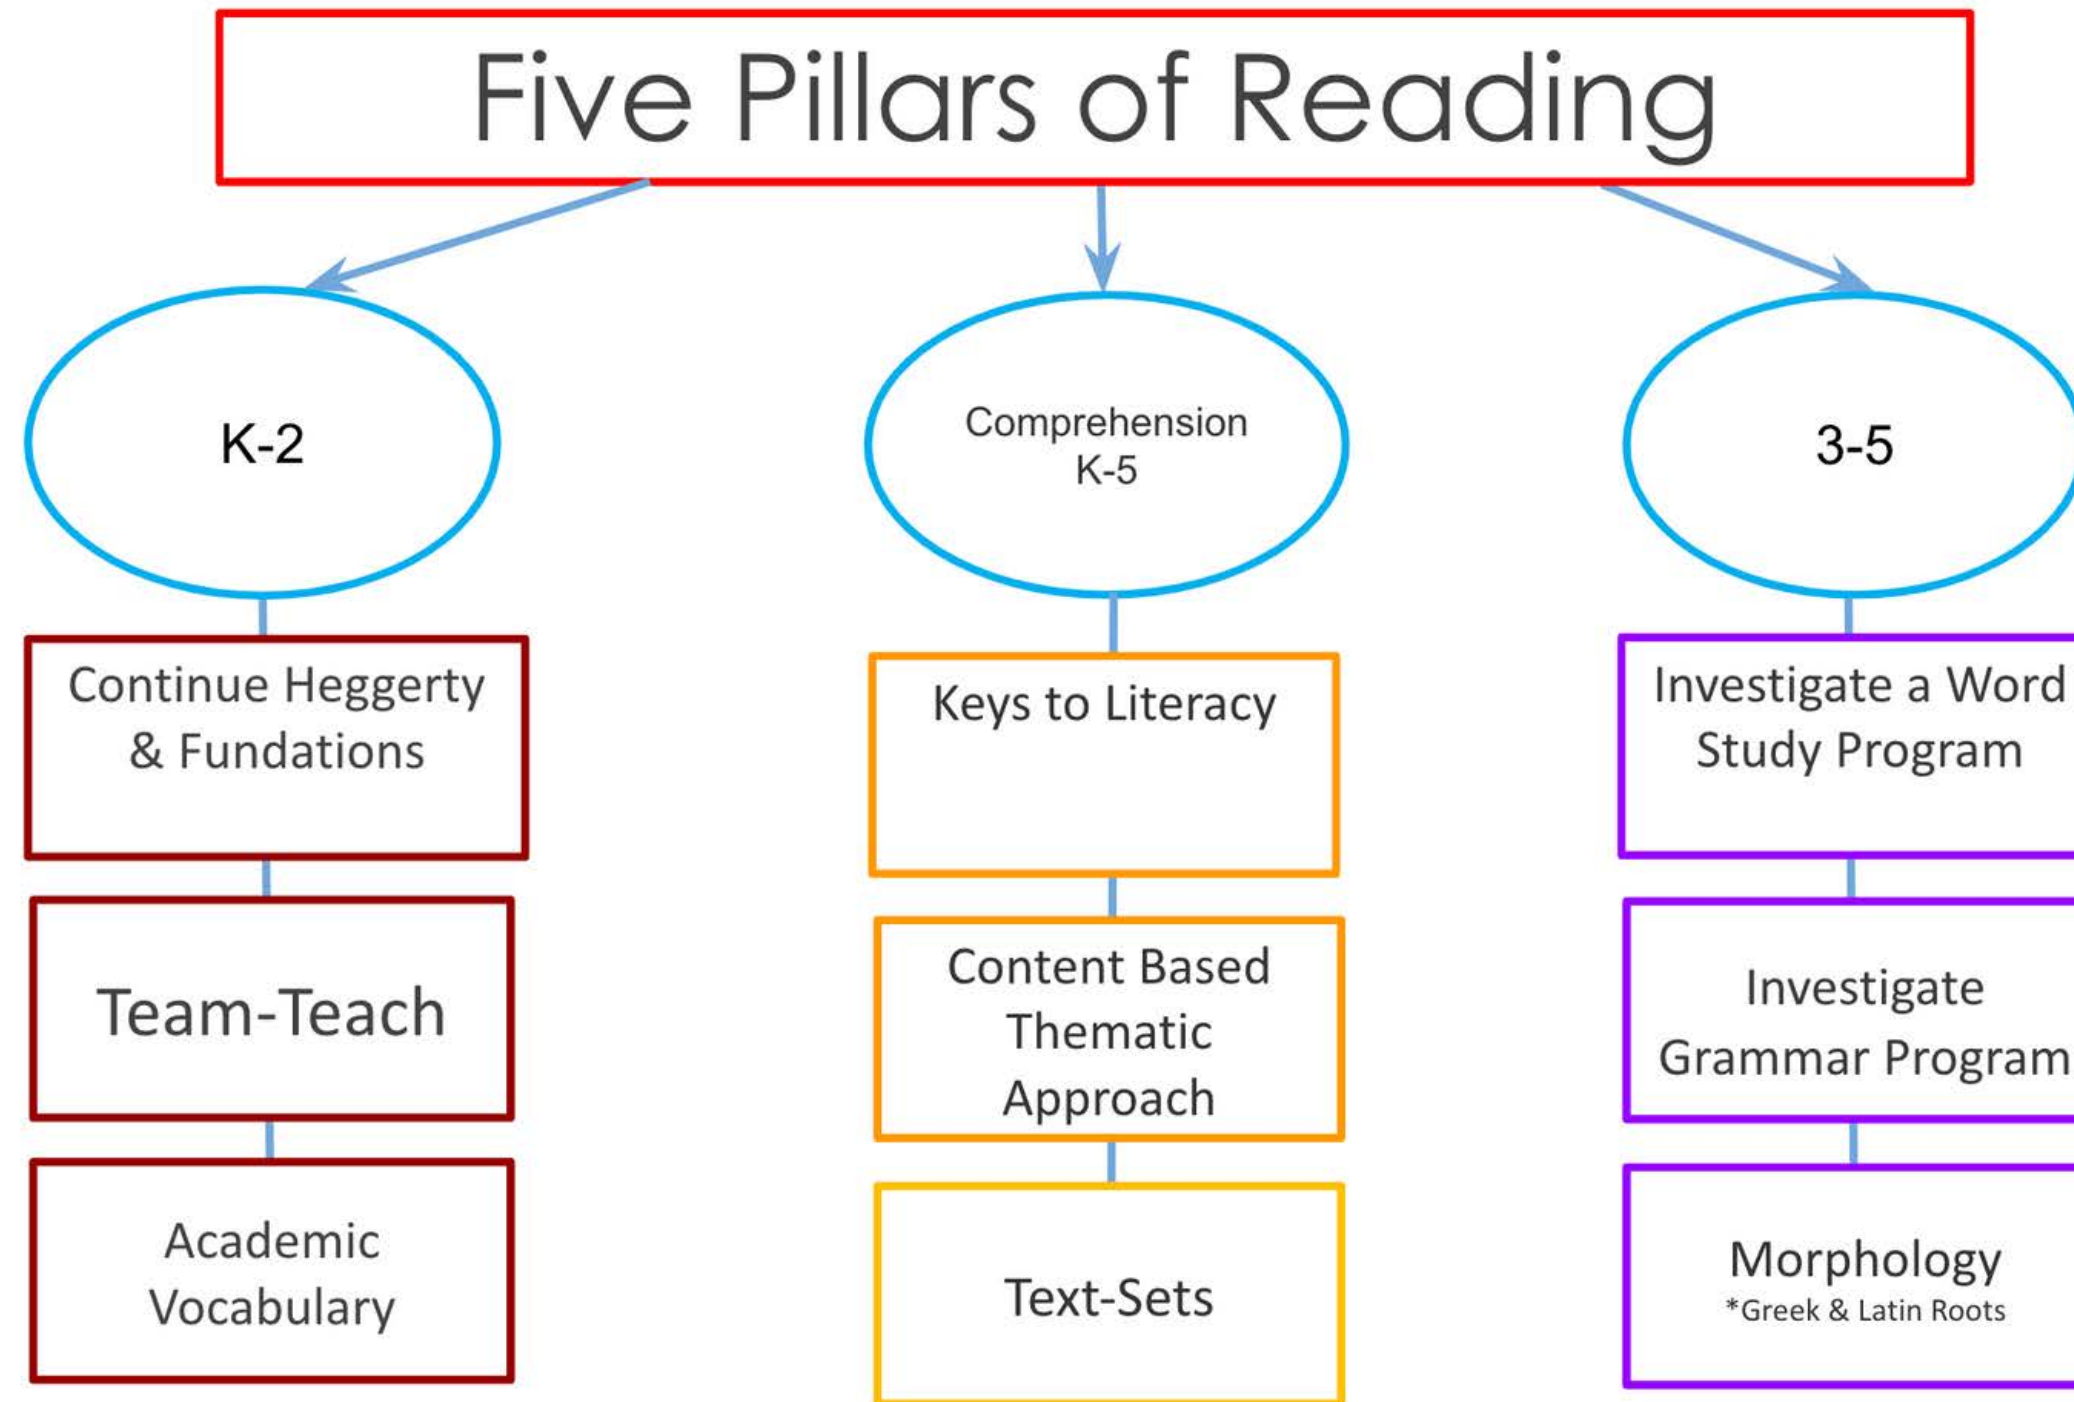 Five Pillars of Reading
K-2
Continue Heggerty
& Fundations
Team-Teach
Academic
Vocabulary
Comprehension
K-5
Keys to Literacy
Content Based
Thematic
Approach
Text-Sets
3-5
Investigate a Word
Study Program
Investigate
Grammar Program
Morphology
*Greek & Latin Roots